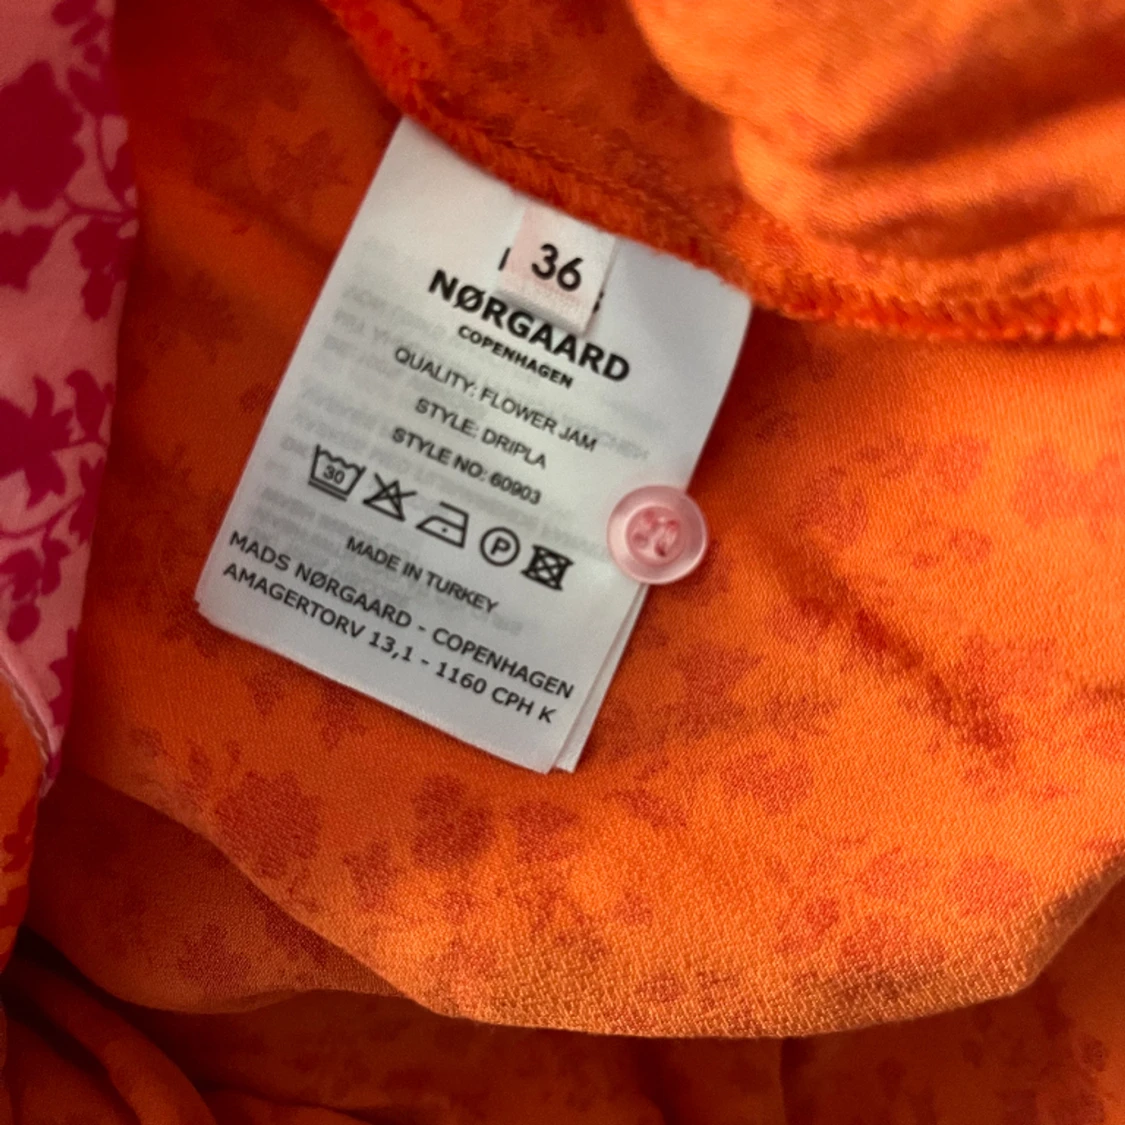 36
NØRGAARD
COPENHAGEN
QUALITY: FLOWER JAM
STYLE: DRIPLA
STYLE NO: 60903
30
P
MADE IN TURKEY
MADS NØRGAARD - COPENHAGEN
AMAGERTORV 13,1 - 1160 CPH K